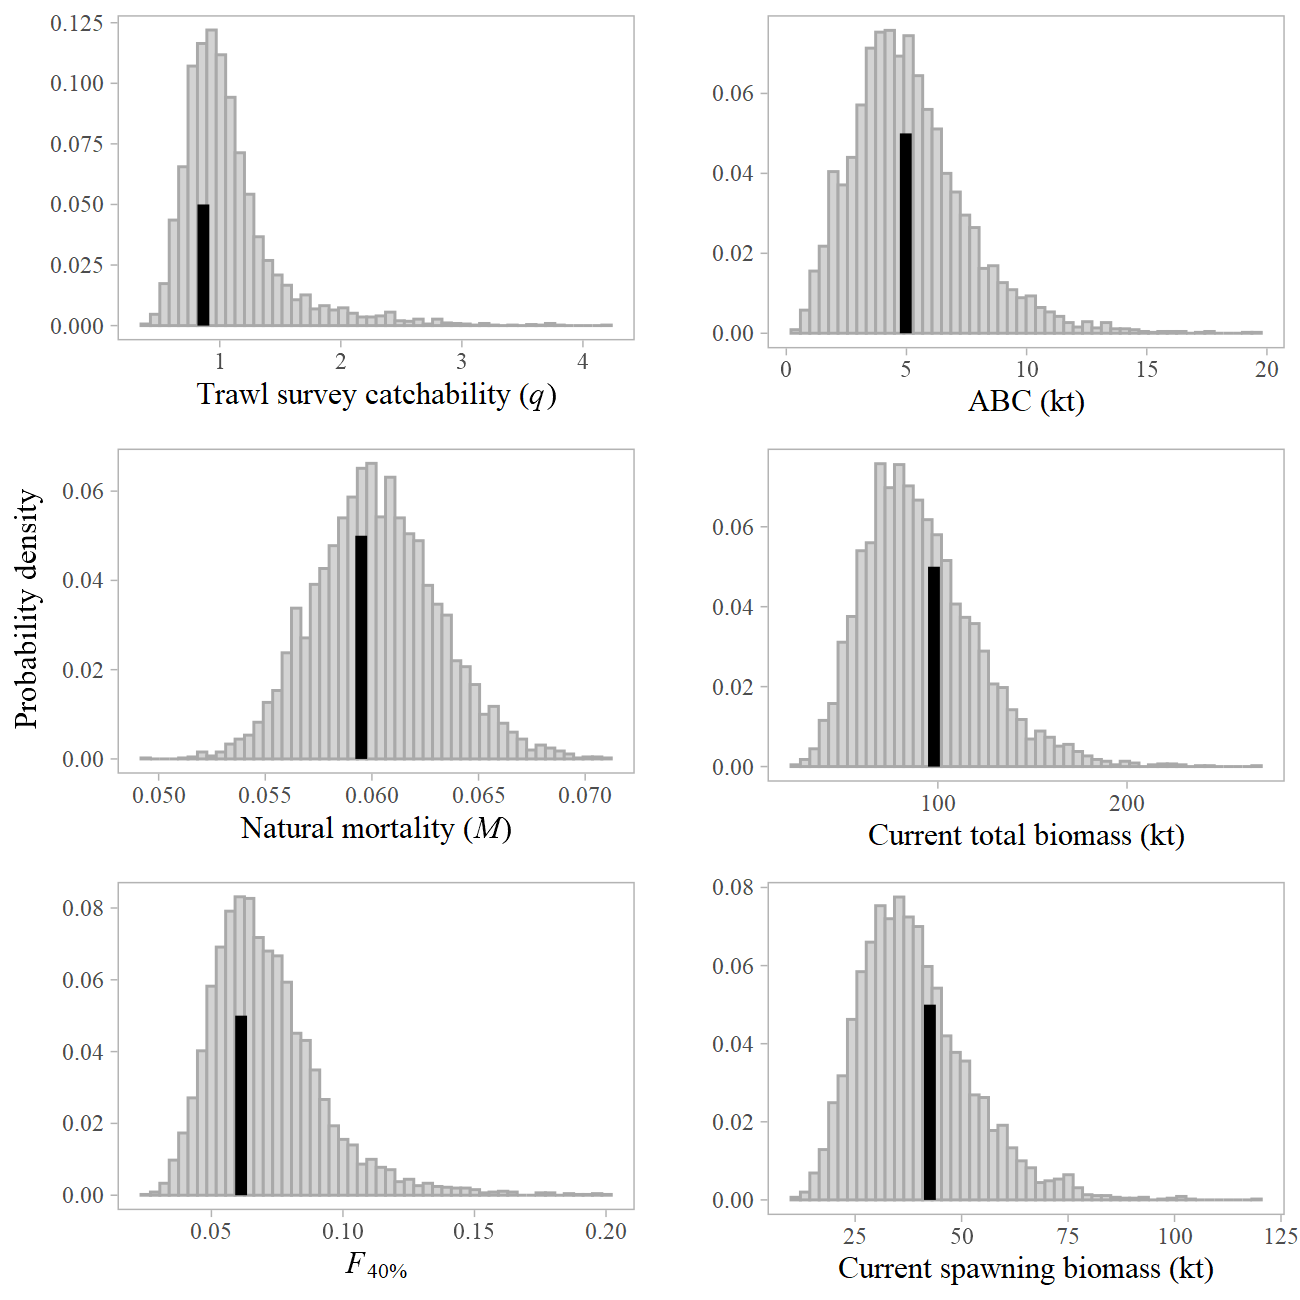 Probability density
0.125
0.100
0.075
0.050
0.025
0.000
1 2 3 4
Trawl survey catchability (q)
0.06
0.04
0.02
0.00
0 5 10 15 20
ABC (kt)
0.06
0.04
0.02
0.00
0.050 0.055 0.060 0.065 0.070
Natural mortality (M)
0.06
0.04
0.02
0.00
100 200
Current total biomass (kt)
0.08
0.06
0.04
0.02
0.00
0.05 0.10 0.15 0.20
F40%
0.08
0.06
0.04
0.02
0.00
25 50 75 100 125
Current spawning biomass (kt)